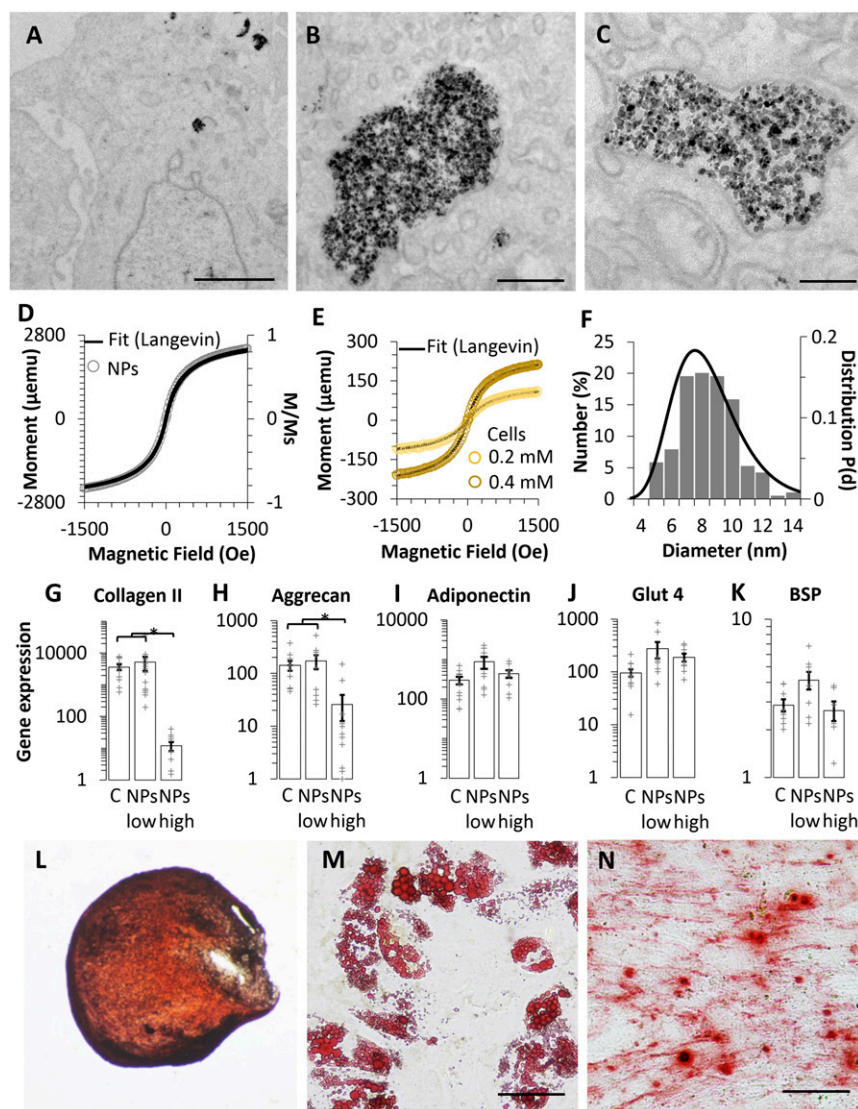 A
B
C
D
2800
0
-2800
Moment (µemu)
Fit (Langevin)
NPs
1
0
-1
M/Ms
-1500 0 1500
Magnetic Field (Oe)
E
300
150
0
-150
-300
Moment (µemu)
Fit (Langevin)
Cells
0.2 mM
0.4 mM
-1500 0 1500
Magnetic Field (Oe)
F
25
20
15
10
5
0
Number (%)
0.2
0.1
0
Distribution P(d)
4 6 8 10 12 14
Diameter (nm)
G Collagen II
Gene expression
10000
100
1
*
C NPs NPs
low high
H Aggrecan
1000
100
10
1
*
C NPs NPs
low high
I Adiponectin
10000
100
1
C NPs NPs
low high
J Glut 4
1000
100
10
1
C NPs NPs
low high
K BSP
10
1
C NPs NPs
low high
L
M
N